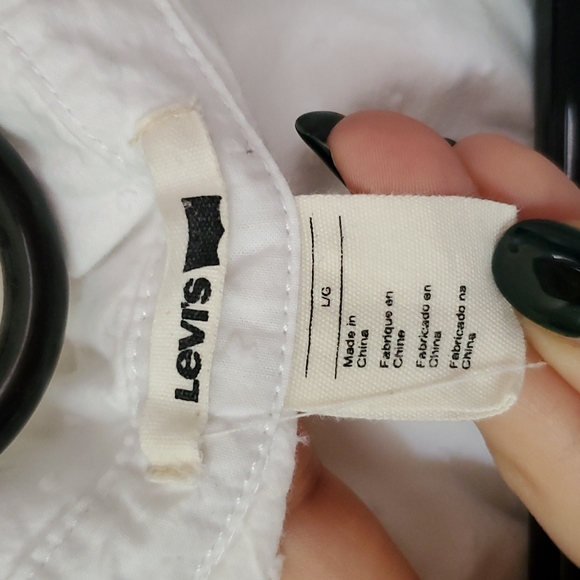 Levi's
L/G
Made in
China
Fabriqué en
Chine
Fabricado en
China
Fabricado na
China